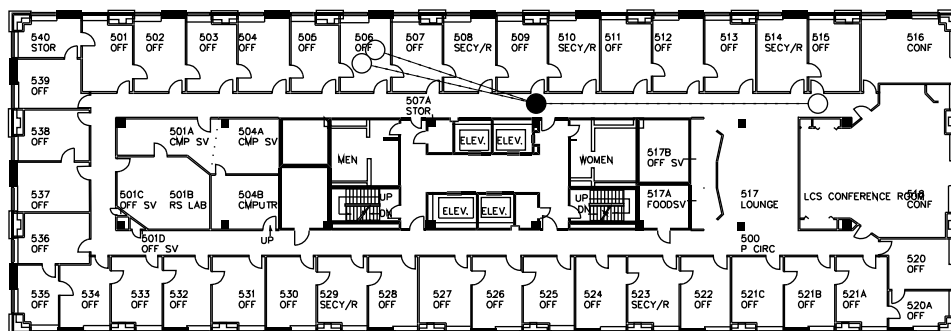 540
STOR
501
OFF
502
OFF
503
OFF
504
OFF
505
OFF
506
OFF
507
OFF
508
SECY/R
509
OFF
510
SECY/R
511
OFF
512
OFF
513
OFF
514
SECY/R
515
OFF
516
CONF
539
OFF
507A
STOR
538
OFF
501A
CMP SV
504A
CMP SV
ELEV.
ELEV.
MEN
WOMEN
517B
OFF SV
537
OFF
501C
OFF SV
501B
RS LAB
504B
CMPUTR
UP
DN
ELEV.
ELEV.
UP
DN
517A
FOODSV
517
LOUNGE
LCS CONFERENCE ROOM
518
CONF
536
OFF
501D
OFF SV
UP
500
P CIRC
520
OFF
535
OFF
534
OFF
533
OFF
532
OFF
531
OFF
530
OFF
529
SECY/R
528
OFF
527
OFF
526
OFF
525
OFF
524
OFF
523
SECY/R
522
OFF
521C
OFF
521B
OFF
521A
OFF
520A
OFF